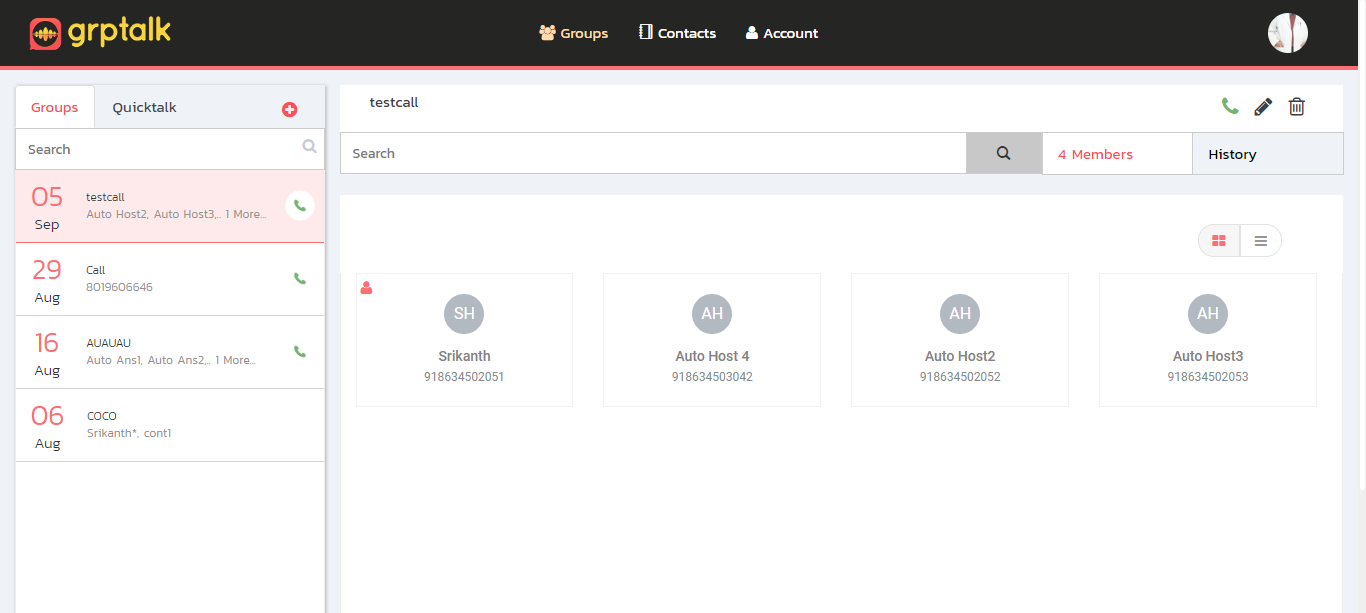 grptalk
Groups Contacts Account
Groups Quicktalk
Search
05 Sep
testcall
Auto Host2, Auto Host3,.. 1 More...
29 Aug
Call
8019606646
16 Aug
AUAUAU
Auto Ans1, Auto Ans2,.. 1 More...
06 Aug
COCO
Srikanth*, cont1
testcall
Search
4 Members
History
SH
Srikanth
918634502051
AH
Auto Host 4
918634503042
AH
Auto Host2
918634502052
AH
Auto Host3
918634502053